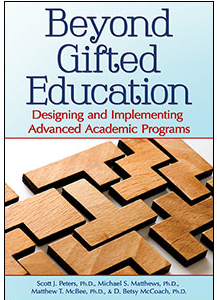 Beyond
Gifted
Education
Designing and Implementing
Advanced Academic Programs
Scott J. Peters, Ph.D., Michael S. Matthews, Ph.D.,
Matthew T. McBee, Ph.D., & D. Betsy McCoach, Ph.D.